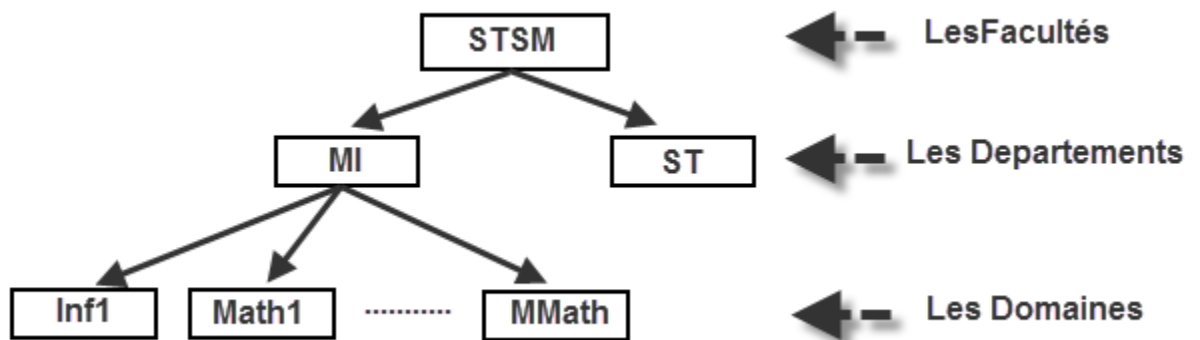 STSM LesFacultés
MI ST Les Departements
Inf1 Math1 ........... MMath Les Domaines